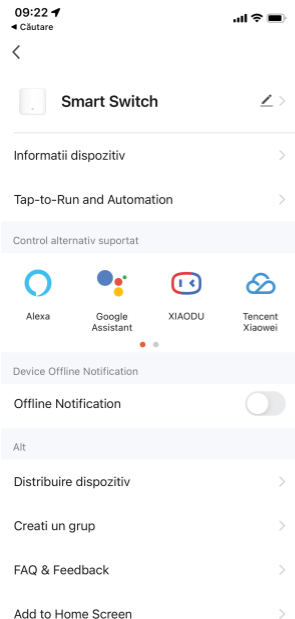 09:22
◀ Căutare
Smart Switch
Informatii dispozitiv
Tap-to-Run and Automation
Control alternativ suportat
Alexa
Google
Assistant
XIAODU
Tencent
Xiaowei
Device Offline Notification
Offline Notification
Alt
Distribuire dispozitiv
Creati un grup
FAQ & Feedback
Add to Home Screen